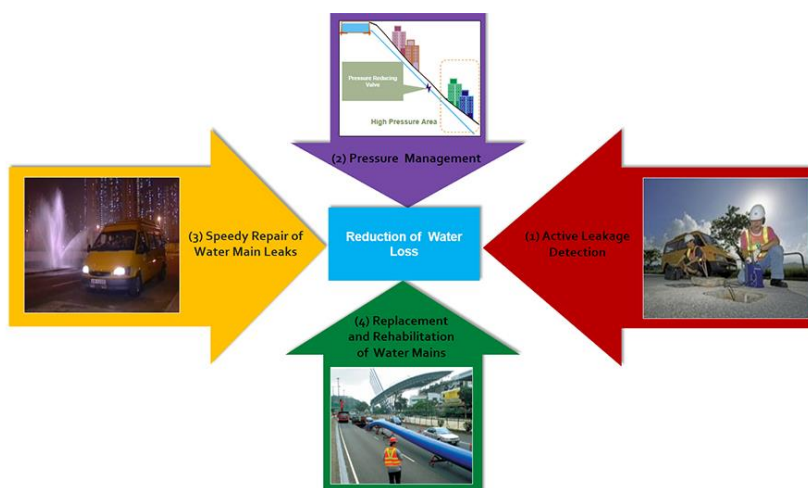 Pressure Reducing
Valve
High Pressure Area
(2) Pressure Management
(3) Speedy Repair of
Water Main Leaks
Reduction of Water
Loss
(1) Active Leakage
Detection
(4) Replacement
and Rehabilitation
of Water Mains